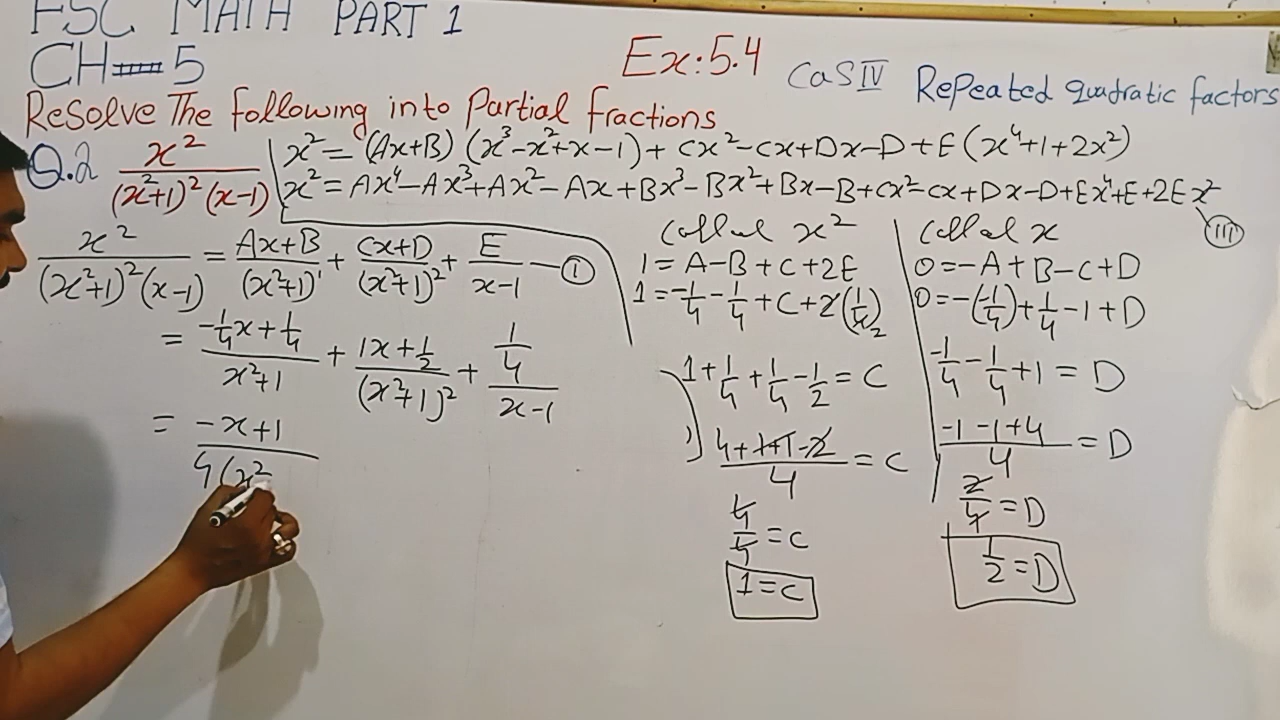 FSC MATH PART 1
CH 5
Ex:5.4
CaS IV Repeated quadratic factors
Resolve The following into Partial fractions
Q.2 x²/((x²+1)²(x-1))
x² = (Ax+B)(x³-x²+x-1)+Cx²-Cx+Dx-D+E(x⁴+1+2x²)
x² = Ax⁴-Ax³+Ax²-Ax+Bx³-Bx²+Bx-B+Cx²-Cx+Dx-D+Ex⁴+E+2Ex² III
x²/((x²+1)²(x-1)) = (Ax+B)/(x²+1)¹ + (Cx+D)/(x²+1)² + E/(x-1) — I
= (-1/4x+1/4)/(x²+1) + (1x+1/2)/(x²+1)² + (1/4)/(x-1)
= (-x+1)/4(x²
x²
1 = A-B+C+2E
1 = -1/4-1/4+C+2(1/4)2
1+1/4+1/4-1/2 = C
(4+1+1-2)/4 = C
4/4 = C
1 = C
x
0 = -A+B-C+D
0 = -(-1/4)+1/4-1+D
-1/4-1/4+1 = D
(-1-1+4)/4 = D
2/4 = D
1/2 = D